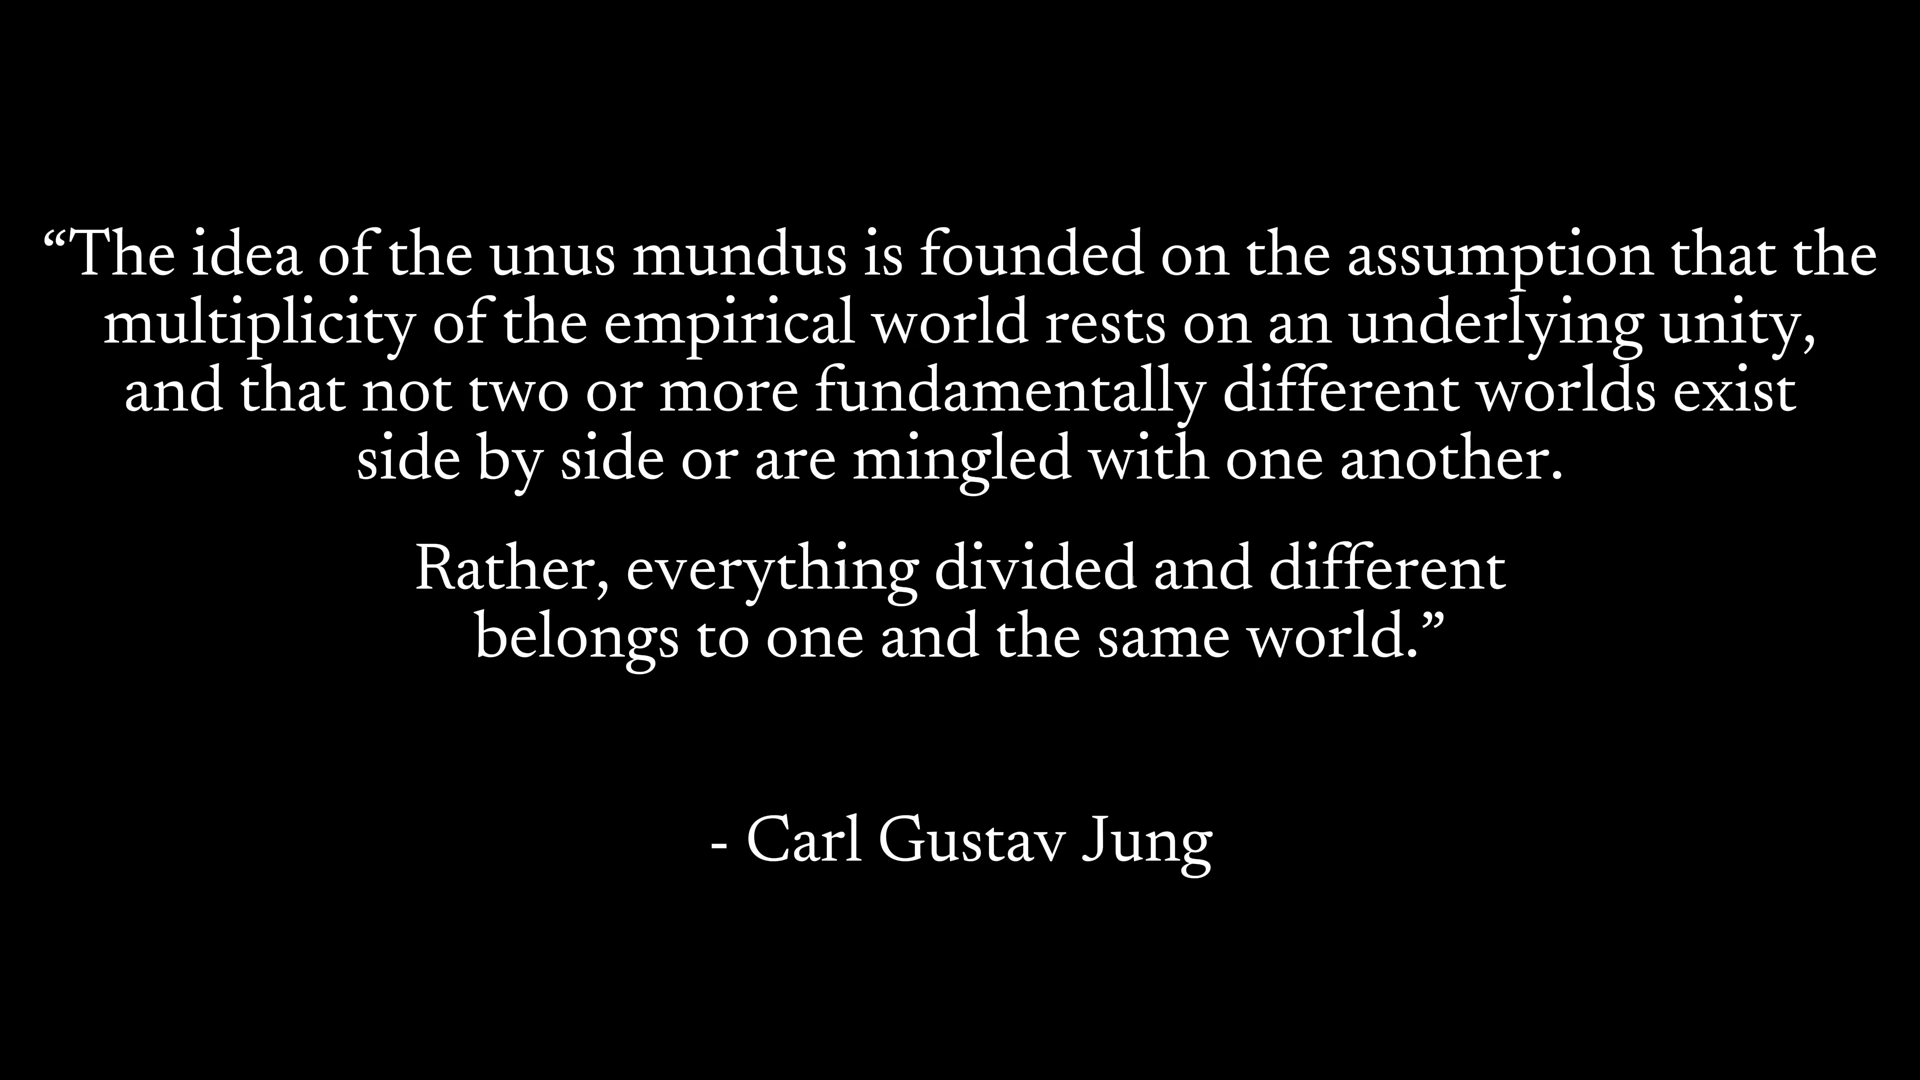 “The idea of the unus mundus is founded on the assumption that the
multiplicity of the empirical world rests on an underlying unity,
and that not two or more fundamentally different worlds exist
side by side or are mingled with one another.
Rather, everything divided and different
belongs to one and the same world.”
- Carl Gustav Jung